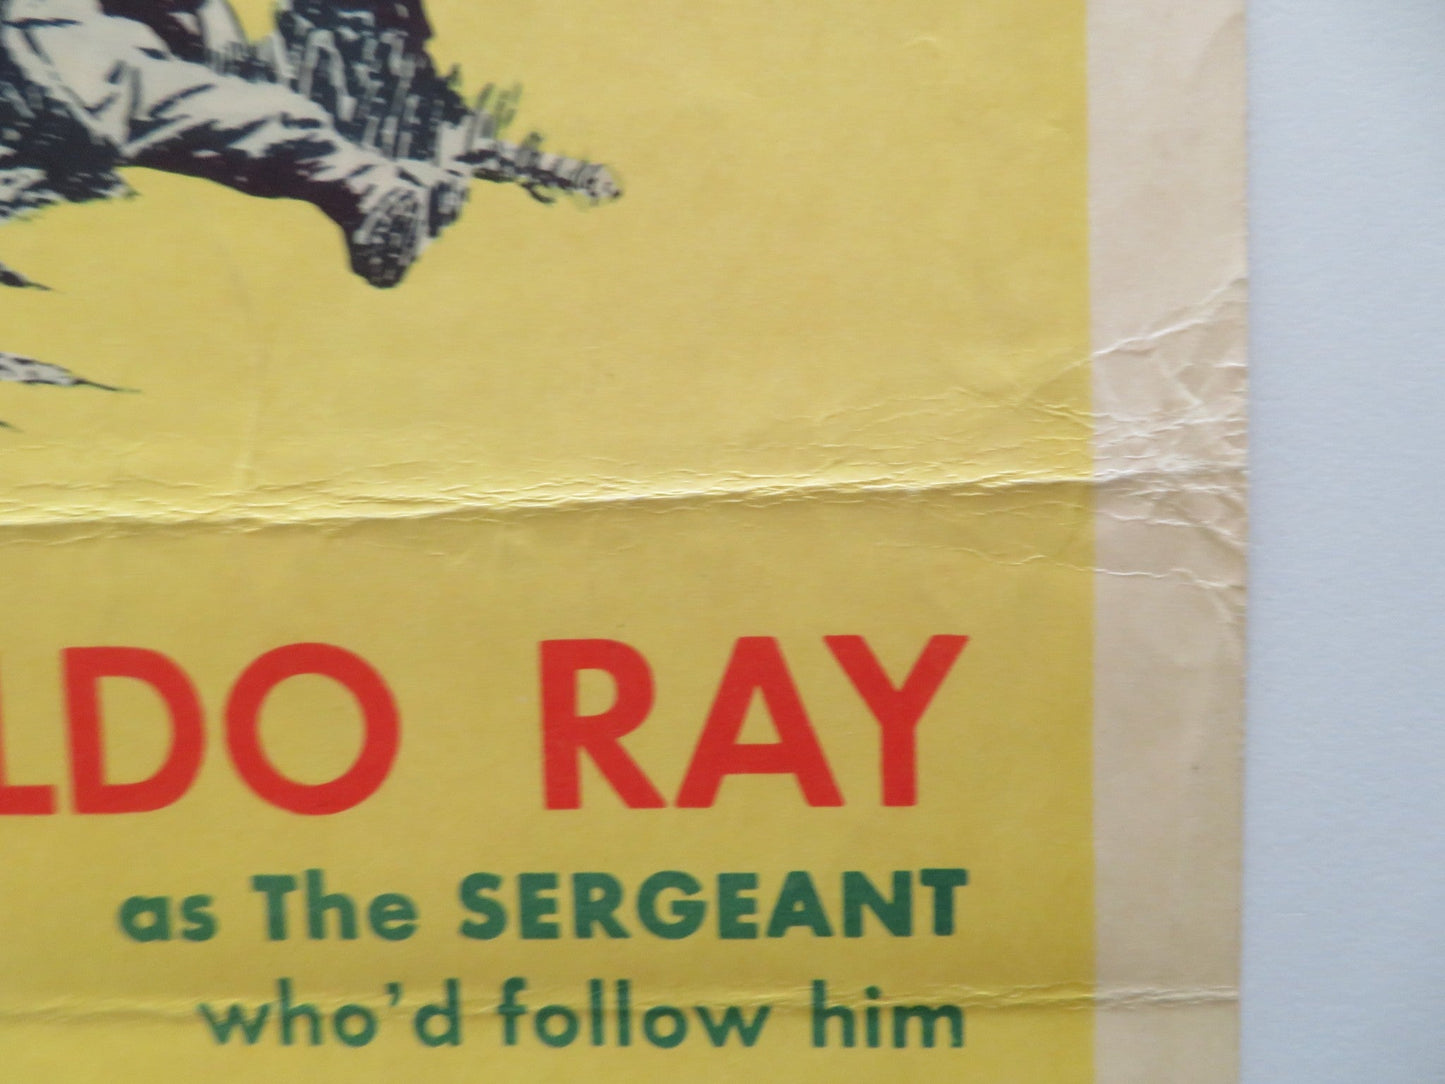 LDO RAY
as The SERGEANT
who'd follow him